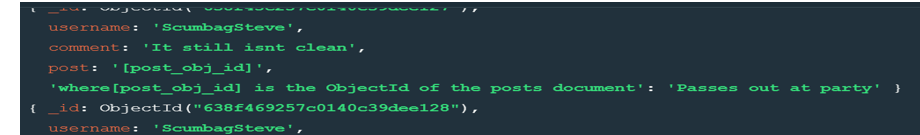 { _id: ObjectId("638f45c257c0140c39dee127"),
username: 'ScumbagSteve',
comment: 'It still isnt clean',
post: '[post_obj_id]',
'where[post_obj_id] is the ObjectId of the posts document': 'Passes out at party' }
{ _id: ObjectId("638f469257c0140c39dee128"),
username: 'ScumbagSteve',